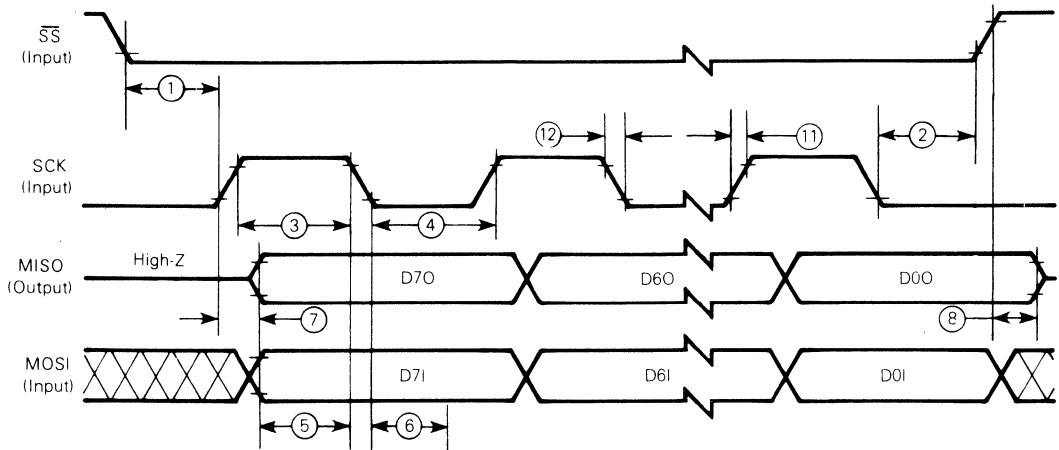 S̅S̅
(Input)
1
2
12
11
SCK
(Input)
3
4
High-Z
MISO
(Output)
D7O
D6O
D0O
7
8
MOSI
(Input)
D7I
D6I
D0I
5
6